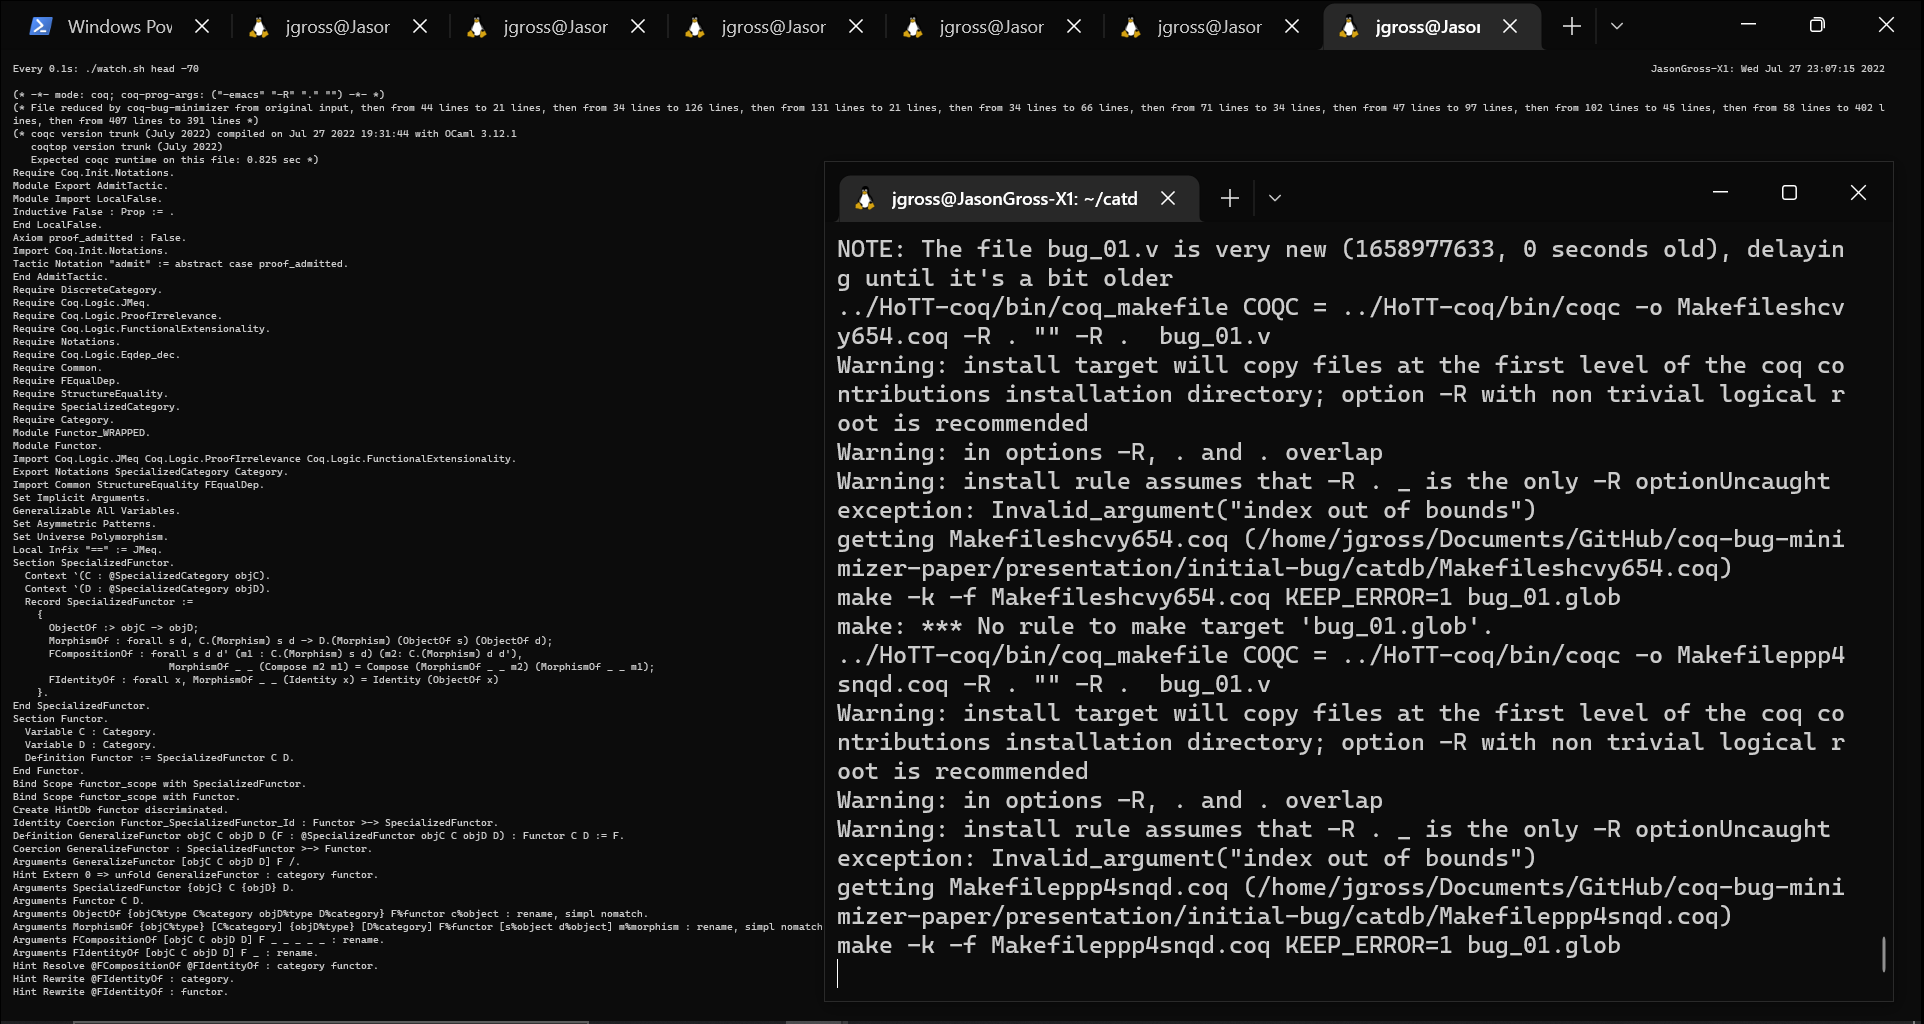 Windows Pow
jgross@Jasor
jgross@Jasor
jgross@Jasor
jgross@Jasor
jgross@Jasor
jgross@Jasor
Every 0.1s: ./watch.sh head -70
JasonGross-X1: Wed Jul 27 23:07:15 2022
(* -*- mode: coq; coq-prog-args: ("-emacs" "-R" "." "") -*- *)
(* File reduced by coq-bug-minimizer from original input, then from 44 lines to 21 lines, then from 34 lines to 126 lines, then from 131 lines to 21 lines, then from 34 lines to 66 lines, then from 71 lines to 34 lines, then from 47 lines to 97 lines, then from 102 lines to 45 lines, then from 58 lines to 402 l
ines, then from 407 lines to 391 lines *)
(* coqc version trunk (July 2022) compiled on Jul 27 2022 19:31:44 with OCaml 3.12.1
   coqtop version trunk (July 2022)
   Expected coqc runtime on this file: 0.825 sec *)
Require Coq.Init.Notations.
Module Export AdmitTactic.
Module Import LocalFalse.
Inductive False : Prop := .
End LocalFalse.
Axiom proof_admitted : False.
Import Coq.Init.Notations.
Tactic Notation "admit" := abstract case proof_admitted.
End AdmitTactic.
Require DiscreteCategory.
Require Coq.Logic.JMeq.
Require Coq.Logic.ProofIrrelevance.
Require Coq.Logic.FunctionalExtensionality.
Require Notations.
Require Coq.Logic.Eqdep_dec.
Require Common.
Require FEqualDep.
Require StructureEquality.
Require SpecializedCategory.
Require Category.
Module Functor_WRAPPED.
Module Functor.
Import Coq.Logic.JMeq Coq.Logic.ProofIrrelevance Coq.Logic.FunctionalExtensionality.
Export Notations SpecializedCategory Category.
Import Common StructureEquality FEqualDep.
Set Implicit Arguments.
Generalizable All Variables.
Set Asymmetric Patterns.
Set Universe Polymorphism.
Local Infix "==" := JMeq.
Section SpecializedFunctor.
  Context `(C : @SpecializedCategory objC).
  Context `(D : @SpecializedCategory objD).
  Record SpecializedFunctor :=
    {
      ObjectOf :> objC -> objD;
      MorphismOf : forall s d, C.(Morphism) s d -> D.(Morphism) (ObjectOf s) (ObjectOf d);
      FCompositionOf : forall s d d' (m1 : C.(Morphism) s d) (m2: C.(Morphism) d d'),
                          MorphismOf _ _ (Compose m2 m1) = Compose (MorphismOf _ _ m2) (MorphismOf _ _ m1);
      FIdentityOf : forall x, MorphismOf _ _ (Identity x) = Identity (ObjectOf x)
    }.
End SpecializedFunctor.
Section Functor.
  Variable C : Category.
  Variable D : Category.
  Definition Functor := SpecializedFunctor C D.
End Functor.
Bind Scope functor_scope with SpecializedFunctor.
Bind Scope functor_scope with Functor.
Create HintDb functor discriminated.
Identity Coercion Functor_SpecializedFunctor_Id : Functor >-> SpecializedFunctor.
Definition GeneralizeFunctor objC C objD D (F : @SpecializedFunctor objC C objD D) : Functor C D := F.
Coercion GeneralizeFunctor : SpecializedFunctor >-> Functor.
Arguments GeneralizeFunctor [objC C objD D] F /.
Hint Extern 0 => unfold GeneralizeFunctor : category functor.
Arguments SpecializedFunctor {objC} C {objD} D.
Arguments Functor C D.
Arguments ObjectOf {objC%type C%category objD%type D%category} F%functor c%object : rename, simpl nomatch.
Arguments MorphismOf {objC%type} [C%category] {objD%type} [D%category] F%functor [s%object d%object] m%morphism : rename, simpl nomatch
Arguments FCompositionOf [objC C objD D] F _ _ _ _ _ : rename.
Arguments FIdentityOf [objC C objD D] F _ : rename.
Hint Resolve @FCompositionOf @FIdentityOf : category functor.
Hint Rewrite @FIdentityOf : category.
Hint Rewrite @FIdentityOf : functor.
jgross@JasonGross-X1: ~/catd
NOTE: The file bug_01.v is very new (1658977633, 0 seconds old), delayin
g until it's a bit older
../HoTT-coq/bin/coq_makefile COQC = ../HoTT-coq/bin/coqc -o Makefileshcv
y654.coq -R . "" -R .  bug_01.v
Warning: install target will copy files at the first level of the coq co
ntributions installation directory; option -R with non trivial logical r
oot is recommended
Warning: in options -R, . and . overlap
Warning: install rule assumes that -R . _ is the only -R optionUncaught
exception: Invalid_argument("index out of bounds")
getting Makefileshcvy654.coq (/home/jgross/Documents/GitHub/coq-bug-mini
mizer-paper/presentation/initial-bug/catdb/Makefileshcvy654.coq)
make -k -f Makefileshcvy654.coq KEEP_ERROR=1 bug_01.glob
make: *** No rule to make target 'bug_01.glob'.
../HoTT-coq/bin/coq_makefile COQC = ../HoTT-coq/bin/coqc -o Makefileppp4
snqd.coq -R . "" -R .  bug_01.v
Warning: install target will copy files at the first level of the coq co
ntributions installation directory; option -R with non trivial logical r
oot is recommended
Warning: in options -R, . and . overlap
Warning: install rule assumes that -R . _ is the only -R optionUncaught
exception: Invalid_argument("index out of bounds")
getting Makefileppp4snqd.coq (/home/jgross/Documents/GitHub/coq-bug-mini
mizer-paper/presentation/initial-bug/catdb/Makefileppp4snqd.coq)
make -k -f Makefileppp4snqd.coq KEEP_ERROR=1 bug_01.glob